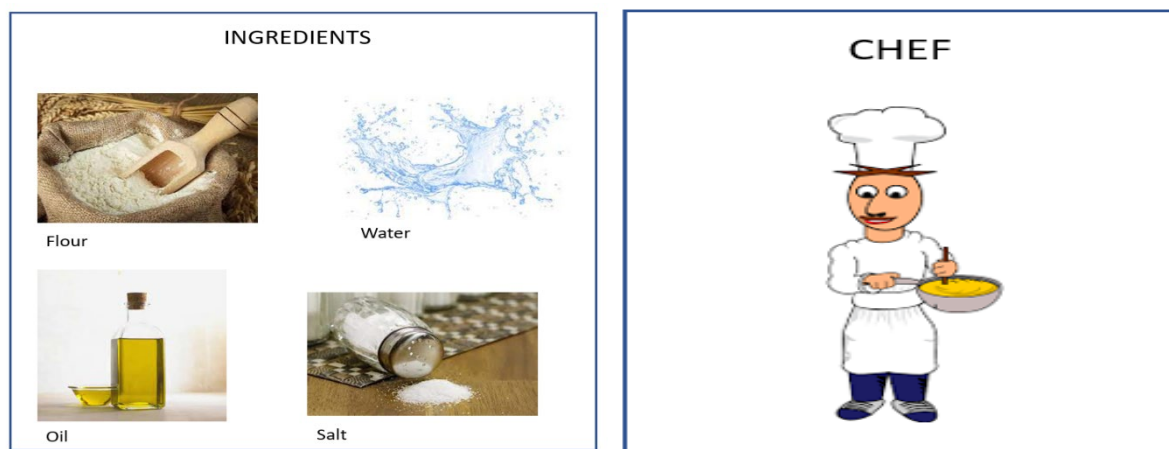 INGREDIENTS
Flour
Water
Oil
Salt
CHEF